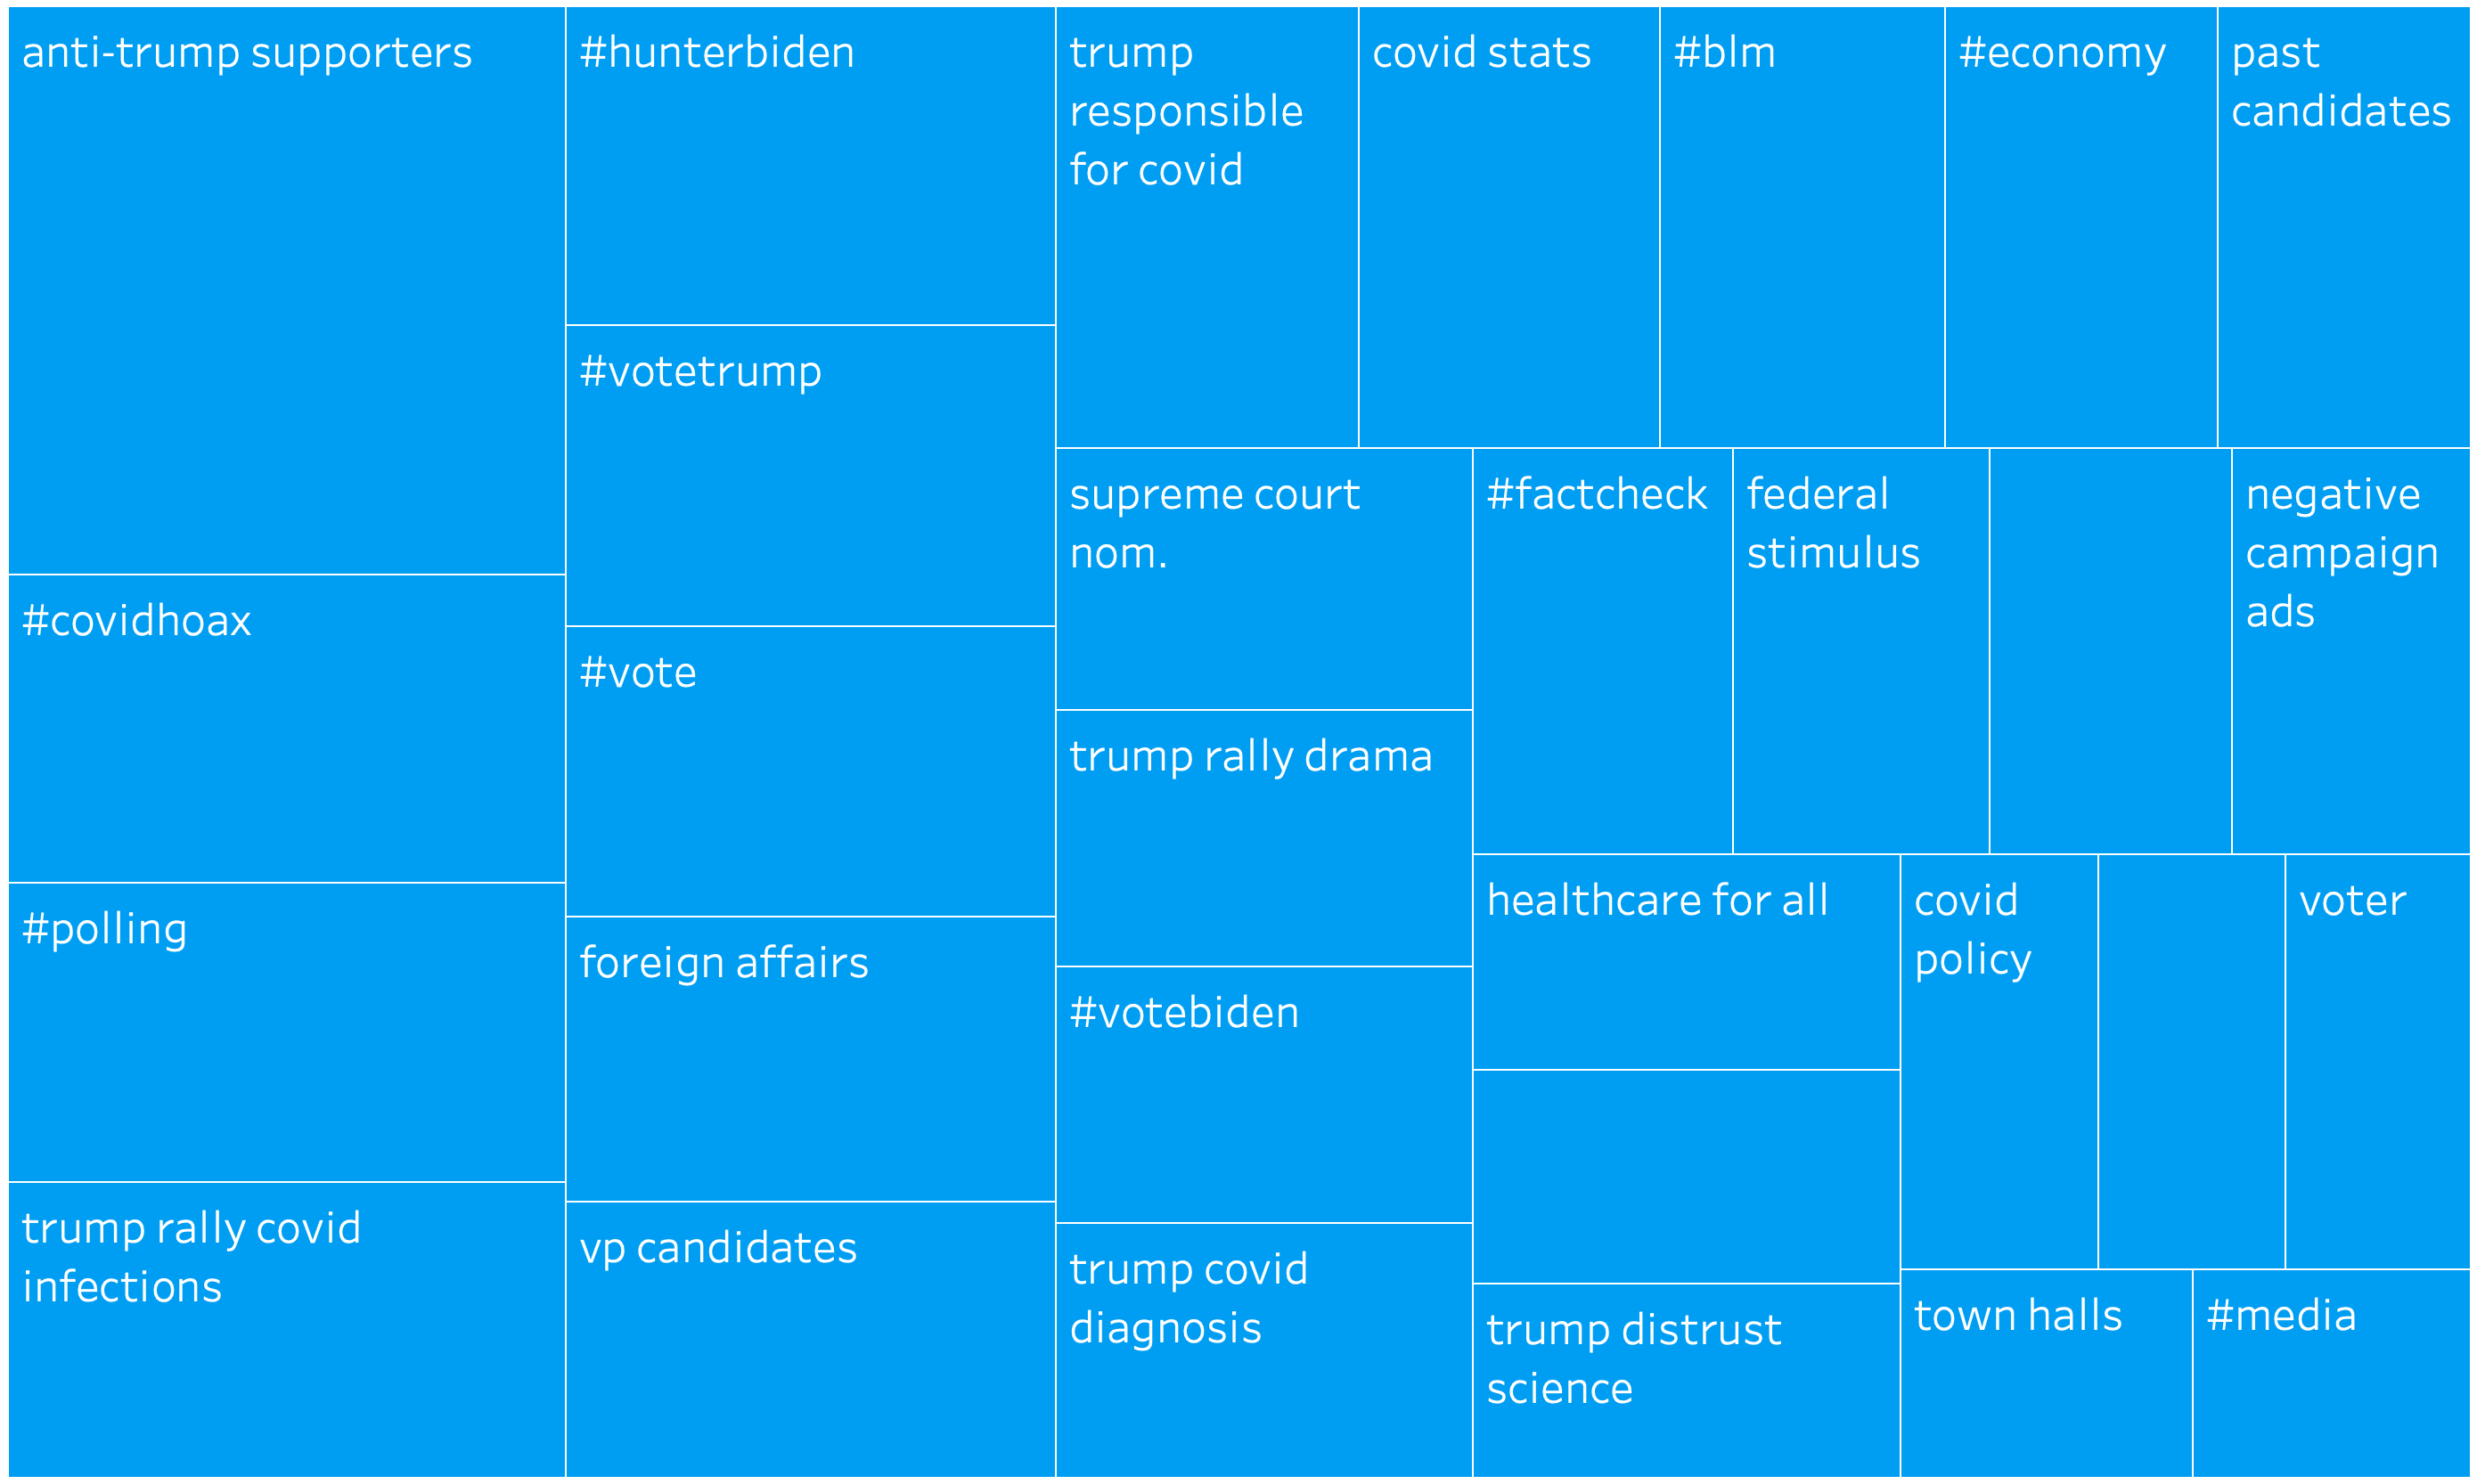 anti-trump supporters
#covidhoax
#polling
trump rally covid
infections
#hunterbiden
#votetrump
#vote
foreign affairs
vp candidates
trump
responsible
for covid
covid stats
#blm
#economy
past
candidates
supreme court
nom.
trump rally drama
#votebiden
trump covid
diagnosis
#factcheck
federal
stimulus
negative
campaign
ads
healthcare for all
trump distrust
science
covid
policy
voter
town halls
#media